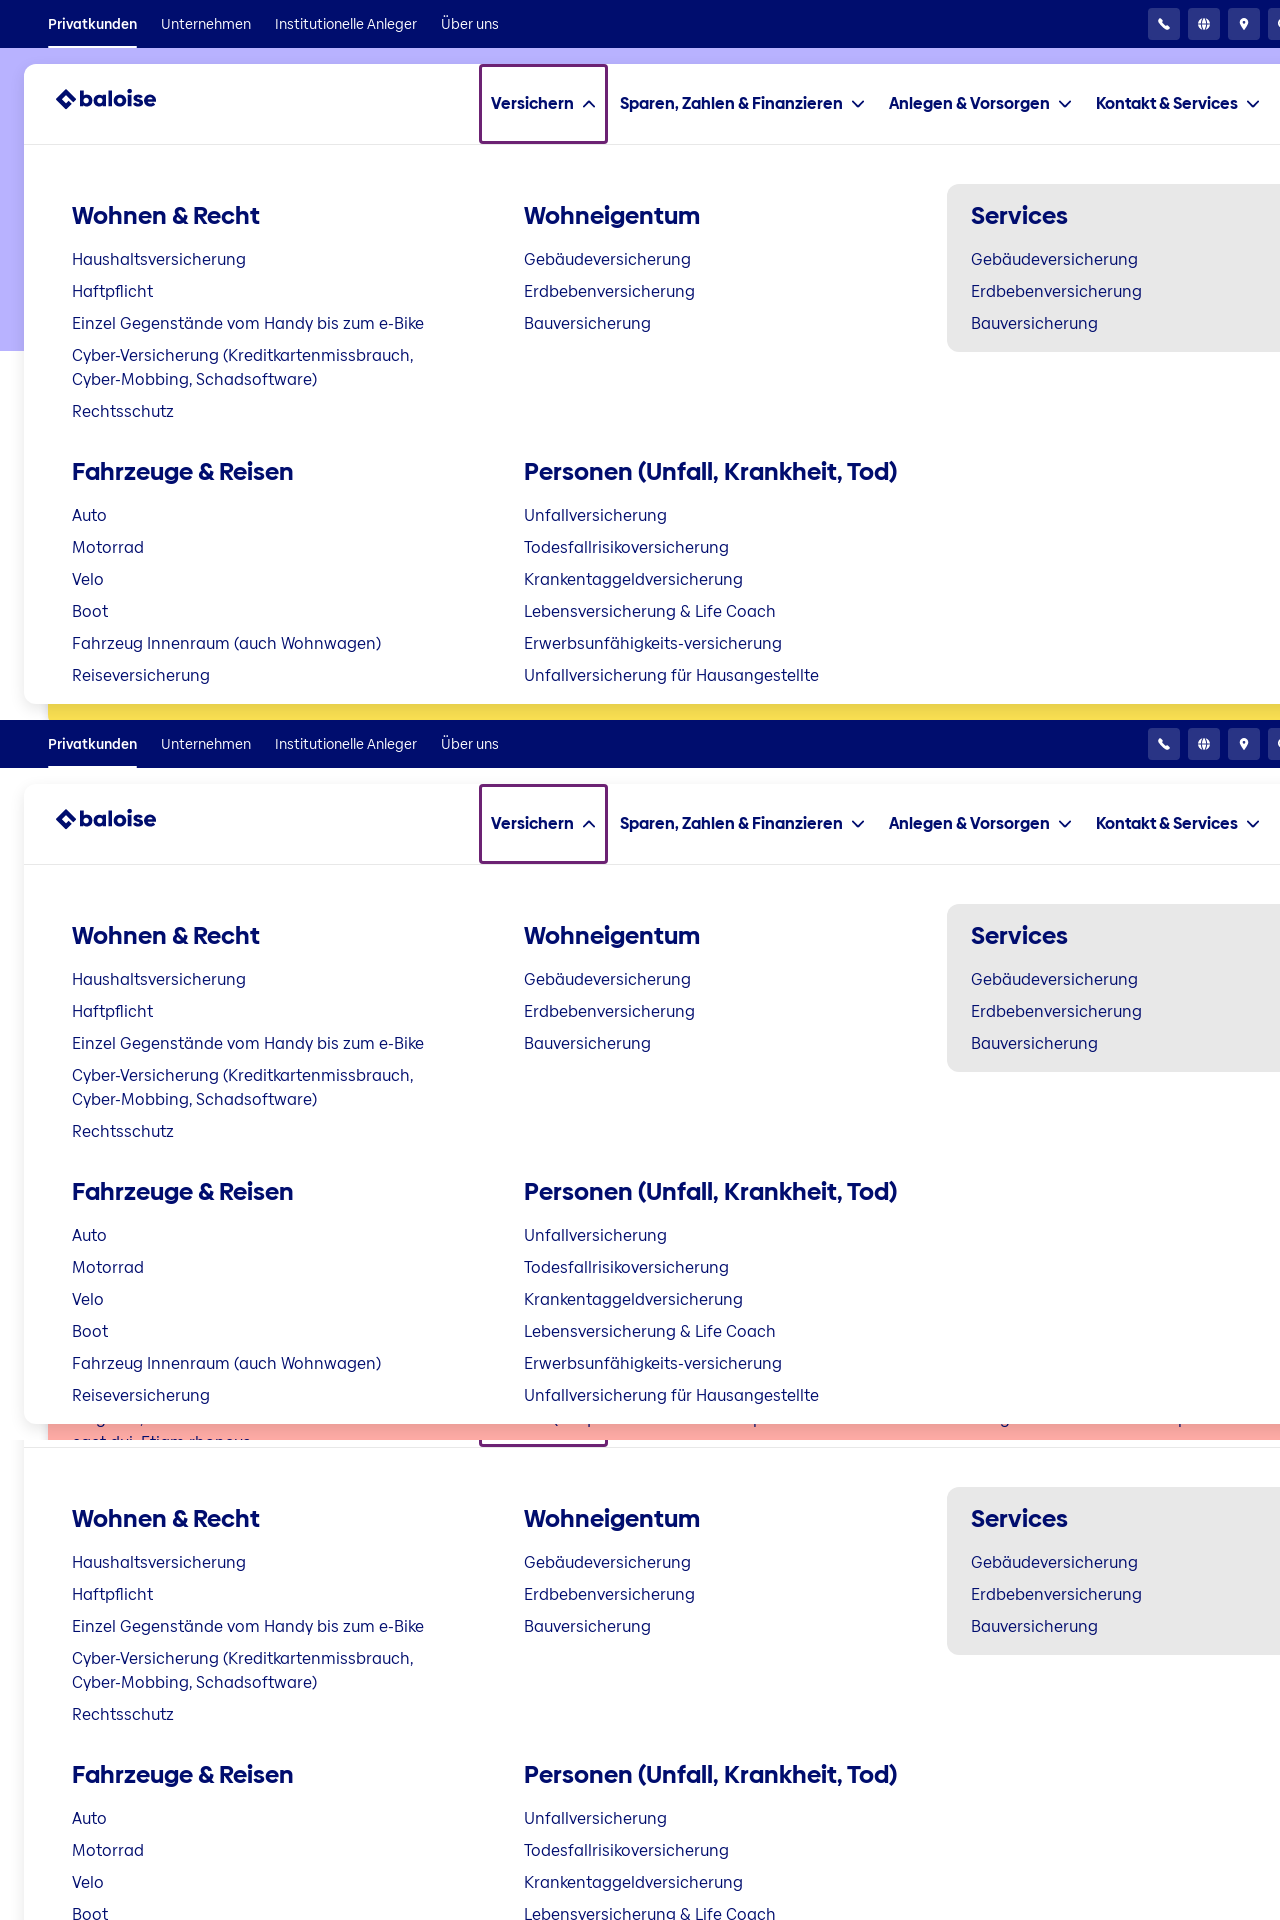 Privatkunden Unternehmen Institutionelle Anleger Über uns
baloise Versichern Sparen, Zahlen & Finanzieren Anlegen & Vorsorgen Kontakt & Services
Wohnen & Recht
Haushaltsversicherung
Haftpflicht
Einzel Gegenstände vom Handy bis zum e-Bike
Cyber-Versicherung (Kreditkartenmissbrauch,
Cyber-Mobbing, Schadsoftware)
Rechtsschutz
Wohneigentum
Gebäudeversicherung
Erdbebenversicherung
Bauversicherung
Services
Gebäudeversicherung
Erdbebenversicherung
Bauversicherung
Fahrzeuge & Reisen
Auto
Motorrad
Velo
Boot
Fahrzeug Innenraum (auch Wohnwagen)
Reiseversicherung
Personen (Unfall, Krankheit, Tod)
Unfallversicherung
Todesfallrisikoversicherung
Krankentaggeldversicherung
Lebensversicherung & Life Coach
Erwerbsunfähigkeits-versicherung
Unfallversicherung für Hausangestellte
Privatkunden Unternehmen Institutionelle Anleger Über uns
baloise Versichern Sparen, Zahlen & Finanzieren Anlegen & Vorsorgen Kontakt & Services
Wohnen & Recht
Haushaltsversicherung
Haftpflicht
Einzel Gegenstände vom Handy bis zum e-Bike
Cyber-Versicherung (Kreditkartenmissbrauch,
Cyber-Mobbing, Schadsoftware)
Rechtsschutz
Wohneigentum
Gebäudeversicherung
Erdbebenversicherung
Bauversicherung
Services
Gebäudeversicherung
Erdbebenversicherung
Bauversicherung
Fahrzeuge & Reisen
Auto
Motorrad
Velo
Boot
Fahrzeug Innenraum (auch Wohnwagen)
Reiseversicherung
Personen (Unfall, Krankheit, Tod)
Unfallversicherung
Todesfallrisikoversicherung
Krankentaggeldversicherung
Lebensversicherung & Life Coach
Erwerbsunfähigkeits-versicherung
Unfallversicherung für Hausangestellte
Wohnen & Recht
Haushaltsversicherung
Haftpflicht
Einzel Gegenstände vom Handy bis zum e-Bike
Cyber-Versicherung (Kreditkartenmissbrauch,
Cyber-Mobbing, Schadsoftware)
Rechtsschutz
Wohneigentum
Gebäudeversicherung
Erdbebenversicherung
Bauversicherung
Services
Gebäudeversicherung
Erdbebenversicherung
Bauversicherung
Fahrzeuge & Reisen
Auto
Motorrad
Velo
Boot
Personen (Unfall, Krankheit, Tod)
Unfallversicherung
Todesfallrisikoversicherung
Krankentaggeldversicherung
Lebensversicherung & Life Coach